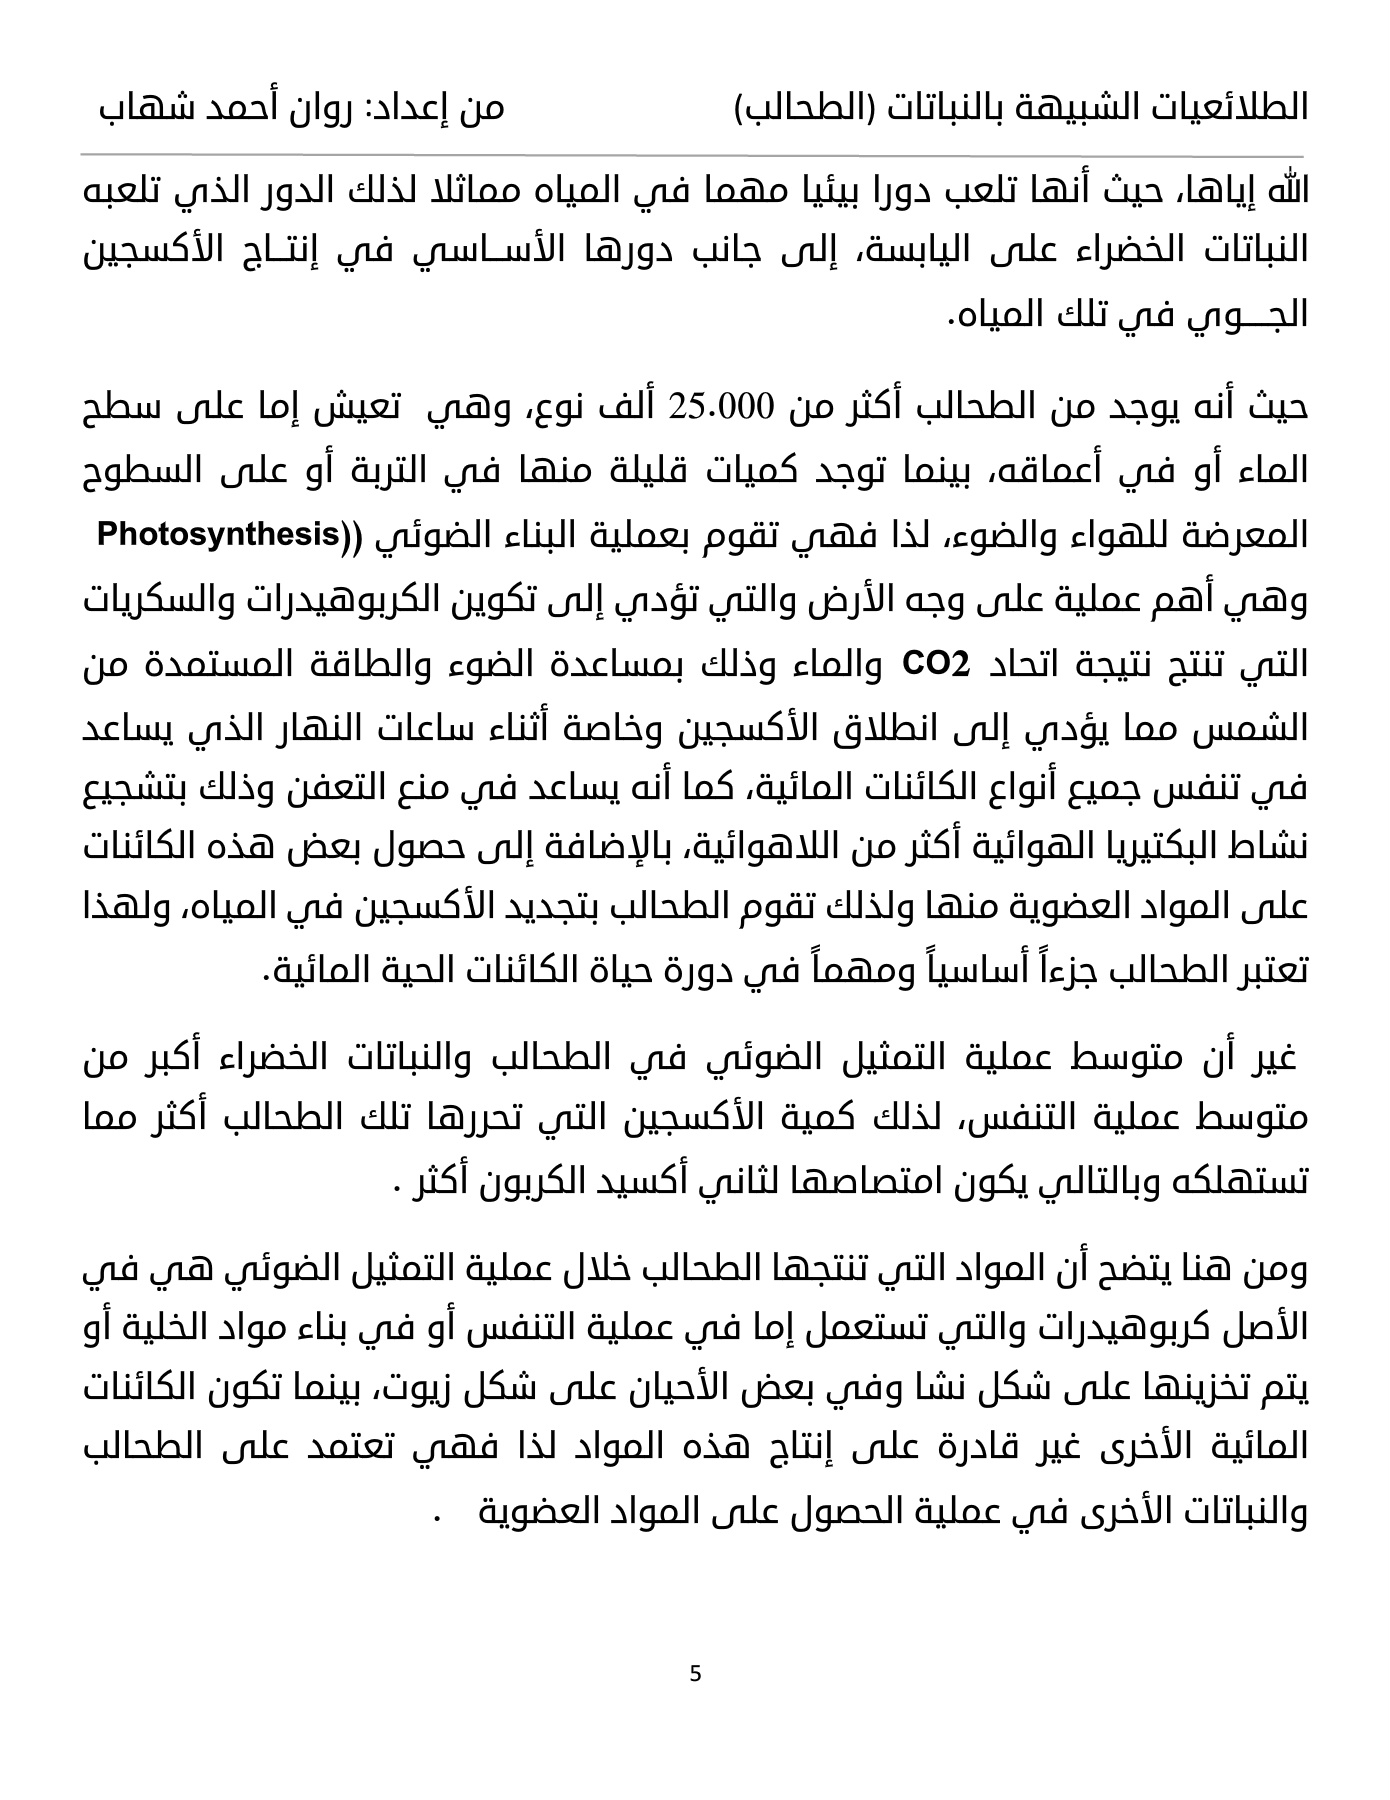 الطلائعيات الشبيهة بالنباتات (الطحالب) من إعداد: روان أحمد شهاب
الله إياها، حيث أنها تلعب دورا بيئيا مهما في المياه مماثلا لذلك الدور الذي تلعبه
النباتات الخضراء على اليابسة، إلى جانب دورها الأســاسي في إنتــاج الأكسجين
الجــــوي في تلك المياه.
حيث أنه يوجد من الطحالب أكثر من 25.000 ألف نوع، وهي تعيش إما على سطح
الماء أو في أعماقه، بينما توجد كميات قليلة منها في التربة أو على السطوح
المعرضة للهواء والضوء، لذا فهي تقوم بعملية البناء الضوئي ((Photosynthesis
وهي أهم عملية على وجه الأرض والتي تؤدي إلى تكوين الكربوهيدرات والسكريات
التي تنتج نتيجة اتحاد CO2 والماء وذلك بمساعدة الضوء والطاقة المستمدة من
الشمس مما يؤدي إلى انطلاق الأكسجين وخاصة أثناء ساعات النهار الذي يساعد
في تنفس جميع أنواع الكائنات المائية، كما أنه يساعد في منع التعفن وذلك بتشجيع
نشاط البكتيريا الهوائية أكثر من اللاهوائية، بالإضافة إلى حصول بعض هذه الكائنات
على المواد العضوية منها ولذلك تقوم الطحالب بتجديد الأكسجين في المياه، ولهذا
تعتبر الطحالب جزءاً أساسياً ومهماً في دورة حياة الكائنات الحية المائية.
غير أن متوسط عملية التمثيل الضوئي في الطحالب والنباتات الخضراء أكبر من
متوسط عملية التنفس، لذلك كمية الأكسجين التي تحررها تلك الطحالب أكثر مما
تستهلكه وبالتالي يكون امتصاصها لثاني أكسيد الكربون أكثر .
ومن هنا يتضح أن المواد التي تنتجها الطحالب خلال عملية التمثيل الضوئي هي في
الأصل كربوهيدرات والتي تستعمل إما في عملية التنفس أو في بناء مواد الخلية أو
يتم تخزينها على شكل نشا وفي بعض الأحيان على شكل زيوت، بينما تكون الكائنات
المائية الأخرى غير قادرة على إنتاج هذه المواد لذا فهي تعتمد على الطحالب
والنباتات الأخرى في عملية الحصول على المواد العضوية .
5